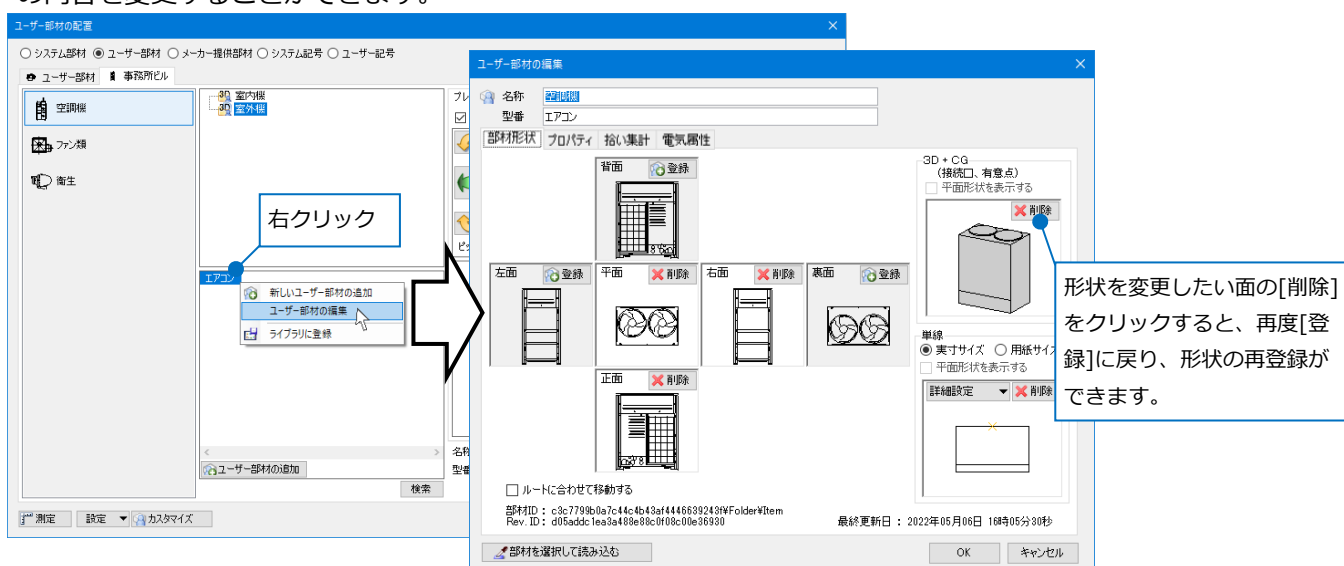 の内容を変更することができます。
ユーザー部材の配置
システム部材 ユーザー部材 メーカー提供部材 システム記号 ユーザー記号
ユーザー部材 事務所ビル
空調機
ファン類
衛生
3D 室内機
3D 室外機
右クリック
エアコン
新しいユーザー部材の追加
ユーザー部材の編集
ライブラリに登録
ユーザー部材の追加
検索
測定 設定 カスタマイズ
ユーザー部材の編集
名称 空調機
型番 エアコン
部材形状 プロパティ 拾い集計 電気属性
背面 登録
左面 登録 平面 削除 右面 削除 裏面 登録
正面 削除
3D + CG
(接続口、有意点)
平面形状を表示する
削除
単線
実寸サイズ 用紙サイ
平面形状を表示する
詳細設定 削除
ルートに合わせて移動する
部材ID : c3c7799b0a7c44c4b43af4446639243f¥Folder¥Item
Rev. ID : d05addc1ea3a488e88c0f08c00e36930
最終更新日 : 2022年05月06日 16時05分30秒
部材を選択して読み込む
OK キャンセル
形状を変更したい面の[削除]
をクリックすると、再度[登
録]に戻り、形状の再登録が
できます。